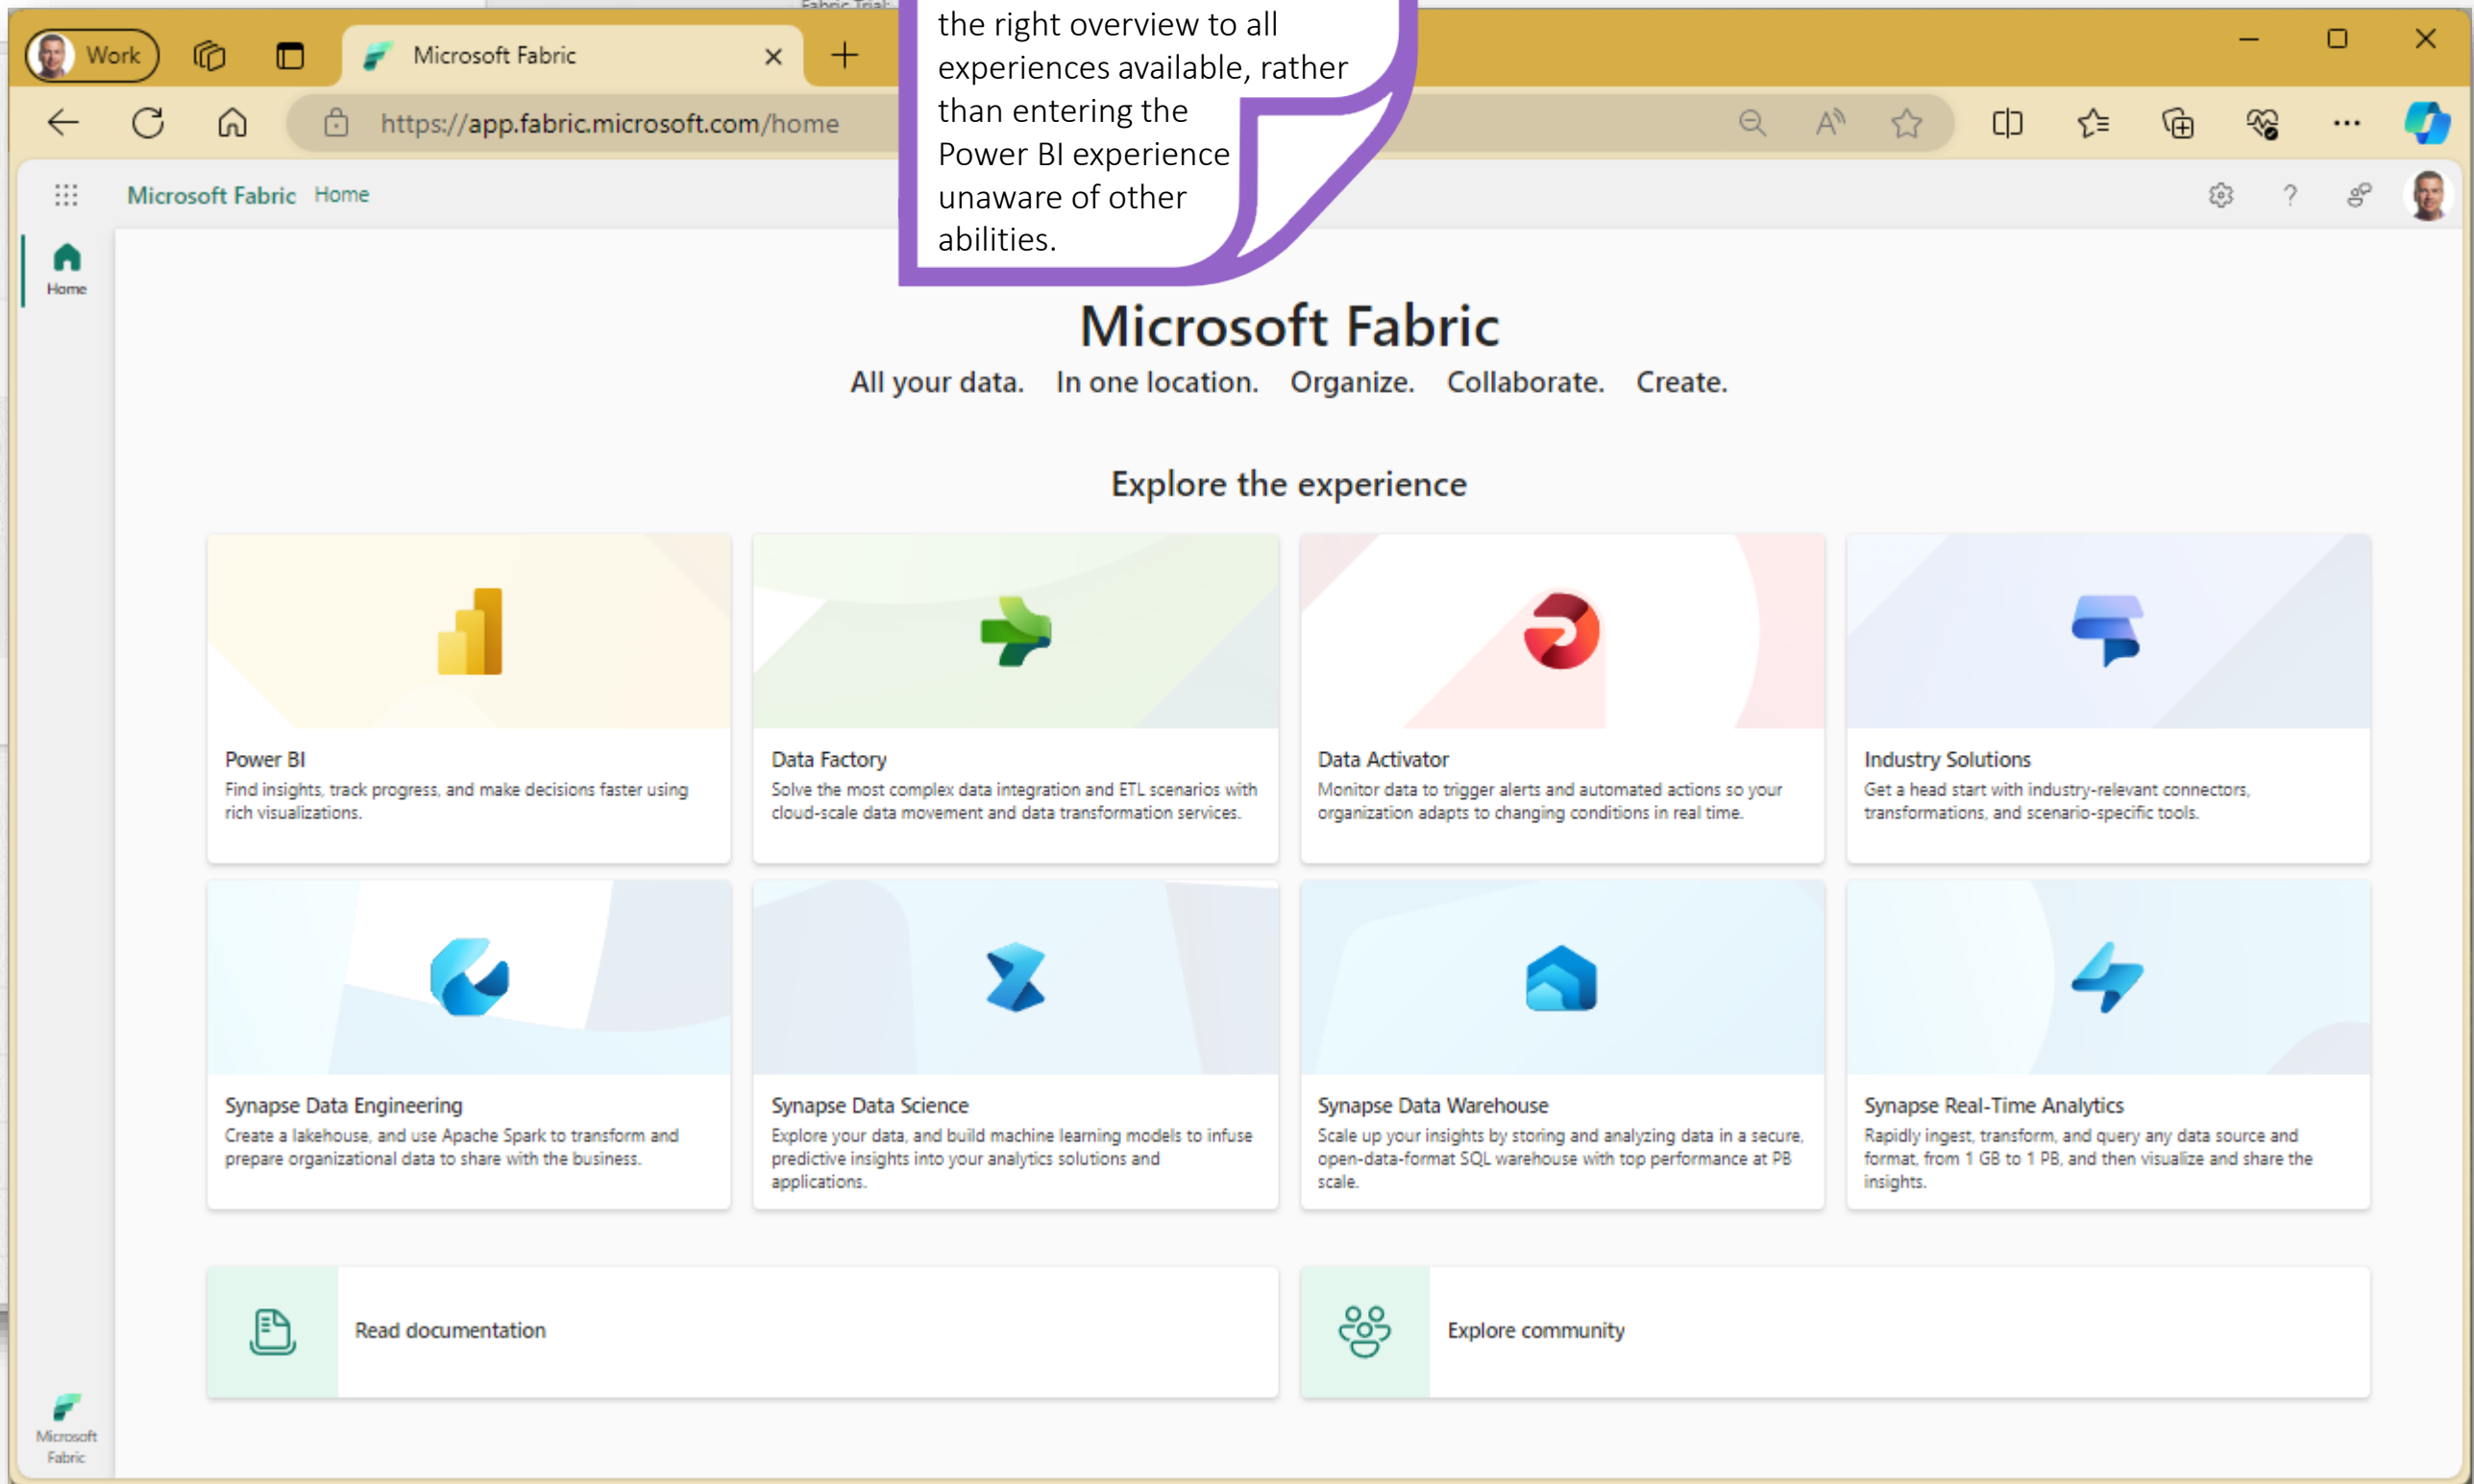 Fabric Trial:
the right overview to all
experiences available, rather
than entering the
Power BI experience
unaware of other
abilities.
Work
Microsoft Fabric
https://app.fabric.microsoft.com/home
Microsoft Fabric Home
Home
Microsoft Fabric
All your data. In one location. Organize. Collaborate. Create.
Explore the experience
Power BI
Find insights, track progress, and make decisions faster using
rich visualizations.
Data Factory
Solve the most complex data integration and ETL scenarios with
cloud-scale data movement and data transformation services.
Data Activator
Monitor data to trigger alerts and automated actions so your
organization adapts to changing conditions in real time.
Industry Solutions
Get a head start with industry-relevant connectors,
transformations, and scenario-specific tools.
Synapse Data Engineering
Create a lakehouse, and use Apache Spark to transform and
prepare organizational data to share with the business.
Synapse Data Science
Explore your data, and build machine learning models to infuse
predictive insights into your analytics solutions and
applications.
Synapse Data Warehouse
Scale up your insights by storing and analyzing data in a secure,
open-data-format SQL warehouse with top performance at PB
scale.
Synapse Real-Time Analytics
Rapidly ingest, transform, and query any data source and
format, from 1 GB to 1 PB, and then visualize and share the
insights.
Read documentation
Explore community
Microsoft
Fabric